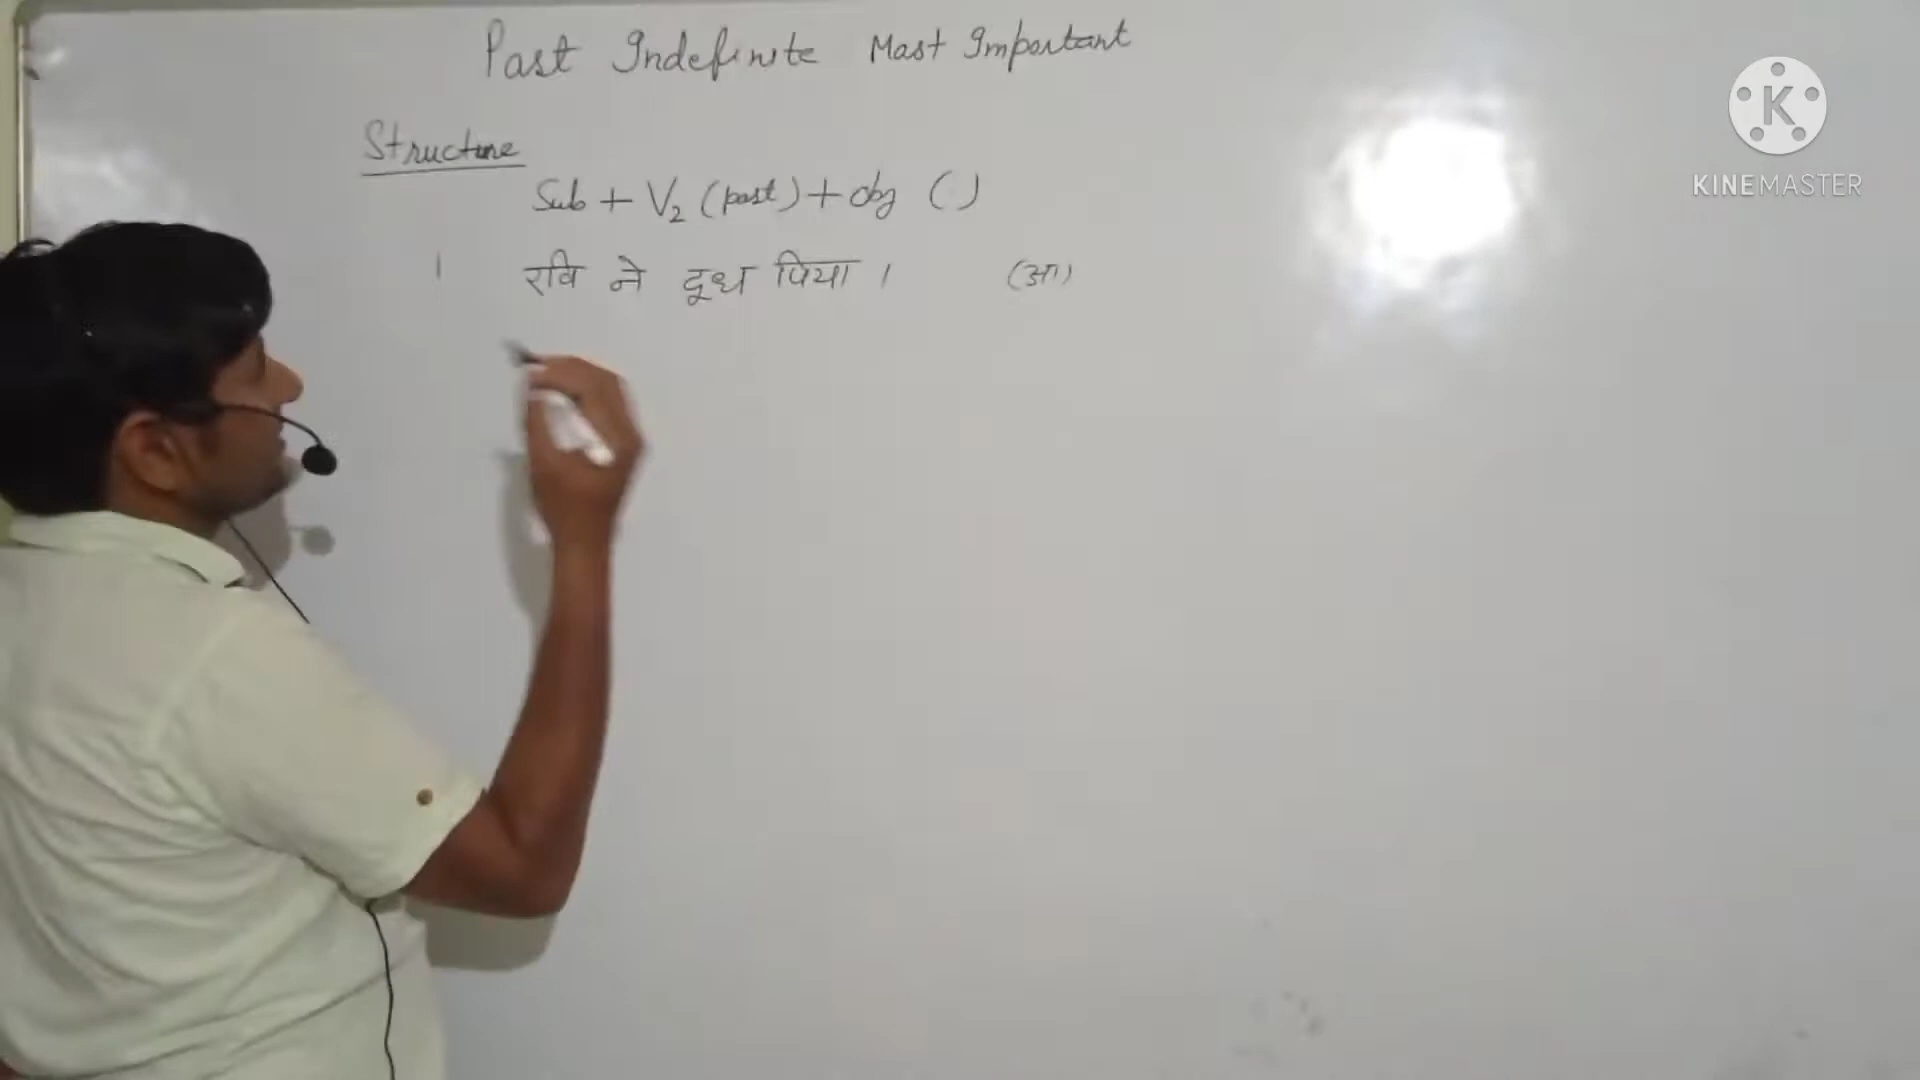 Past Indefinite Mast Important
Structure
Sub + V2 (past) + obj (.)
1 रवि ने दूध पिया । (आ)
K
KINEMASTER